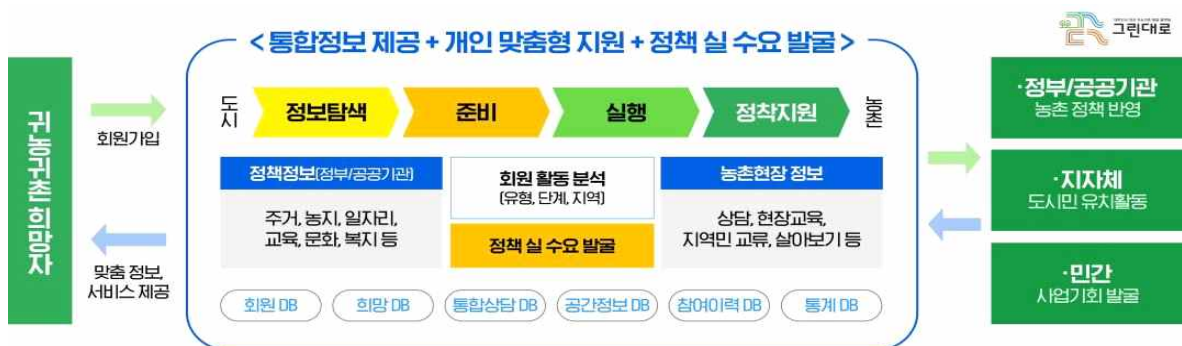 그린대로
< 통합정보 제공 + 개인 맞춤형 지원 + 정책 실 수요 발굴 >
귀농귀촌 희망자
회원가입
맞춤 정보,
서비스 제공
도시
정보탐색
준비
실행
정착지원
농촌
정책정보(정부/공공기관)
주거, 농지, 일자리,
교육, 문화, 복지 등
회원 활동 분석
(유형, 단계, 지역)
정책 실 수요 발굴
농촌현장 정보
상담, 현장교육,
지역민 교류, 살아보기 등
회원 DB
희망 DB
통합상담 DB
공간정보 DB
참여이력 DB
통계 DB
·정부/공공기관
농촌 정책 반영
·지자체
도시민 유치활동
·민간
사업기회 발굴